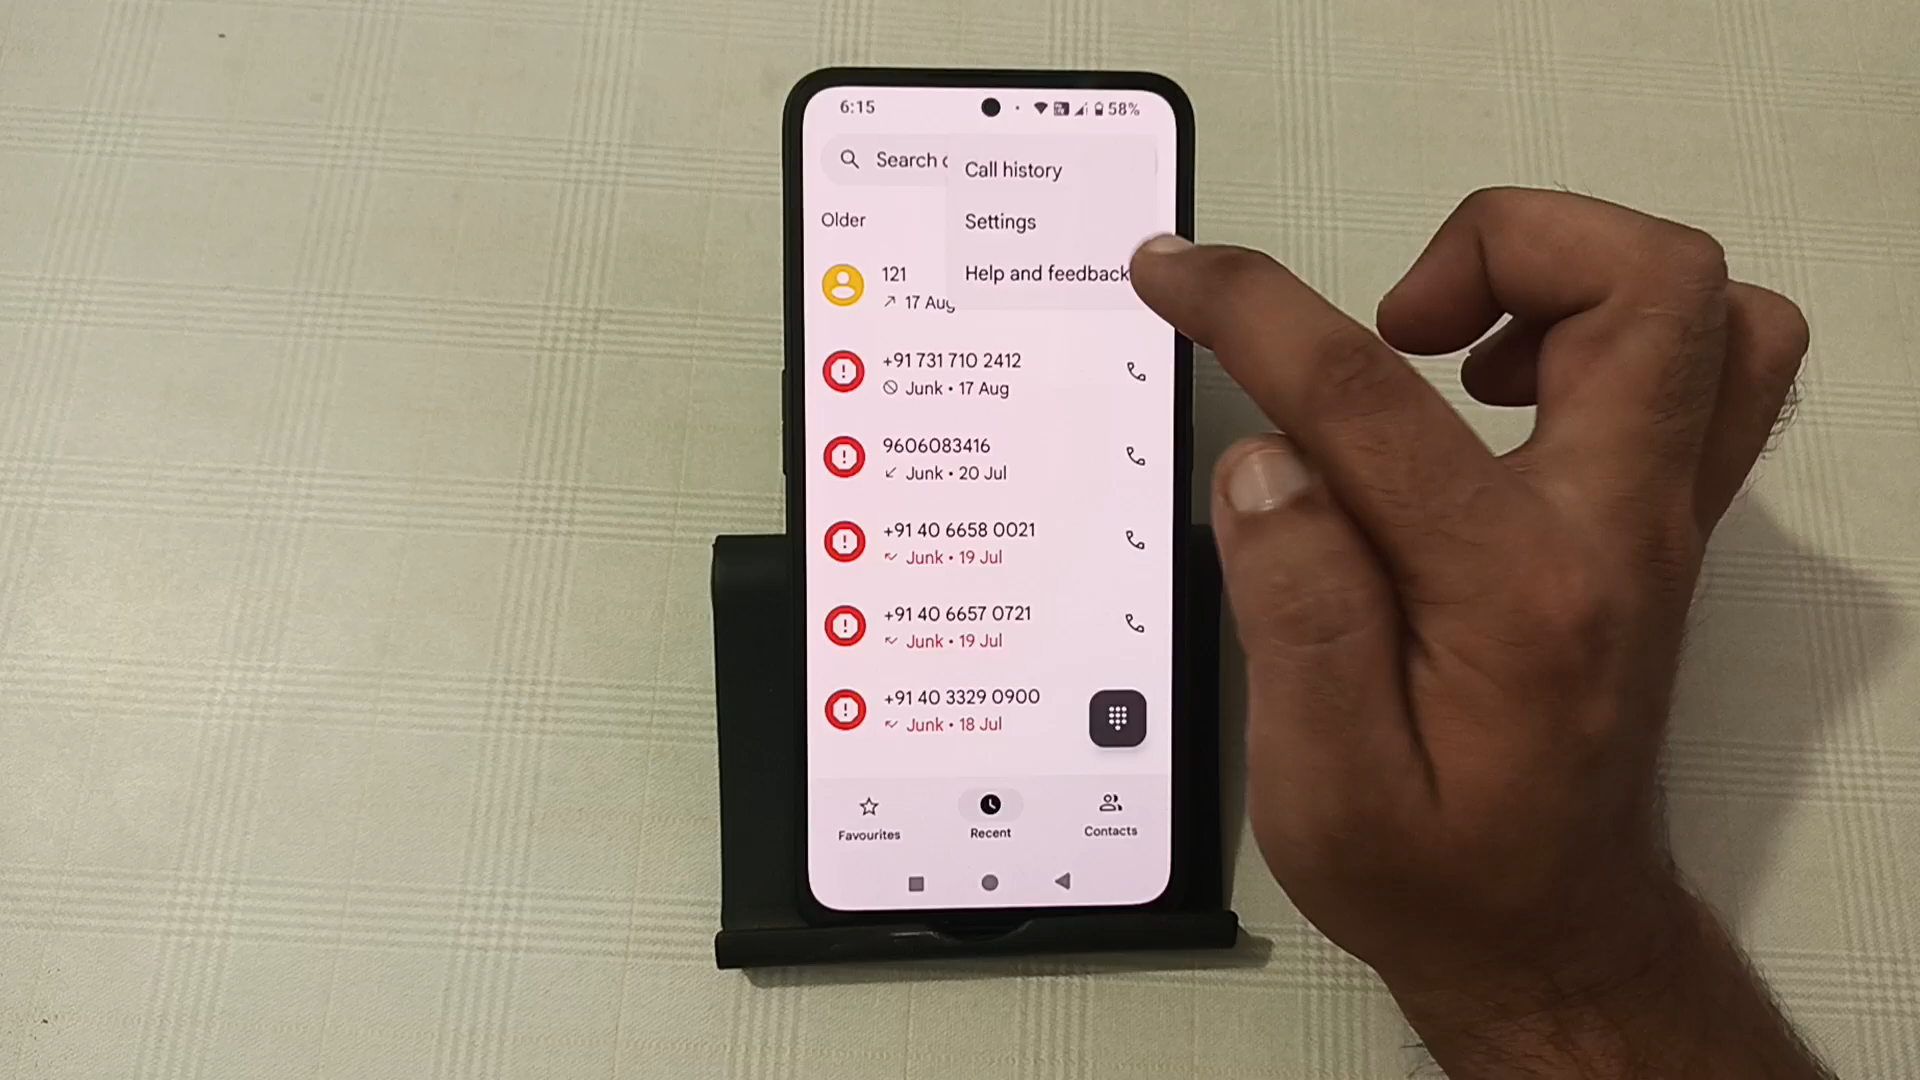 6:15
58%
Search
Call history
Settings
Help and feedback
Older
121
17 Aug
+91 731 710 2412
Junk • 17 Aug
9606083416
Junk • 20 Jul
+91 40 6658 0021
Junk • 19 Jul
+91 40 6657 0721
Junk • 19 Jul
+91 40 3329 0900
Junk • 18 Jul
Favourites
Recent
Contacts